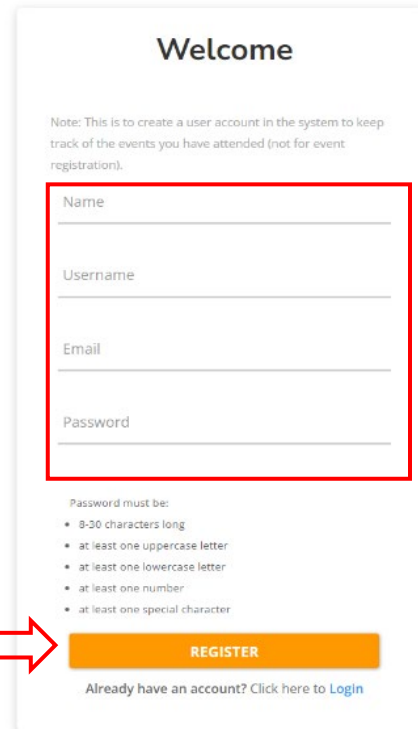 Welcome
Note: This is to create a user account in the system to keep
track of the events you have attended (not for event
registration).
Name
Username
Email
Password
Password must be:
• 8-30 characters long
• at least one uppercase letter
• at least one lowercase letter
• at least one number
• at least one special character
REGISTER
Already have an account? Click here to Login